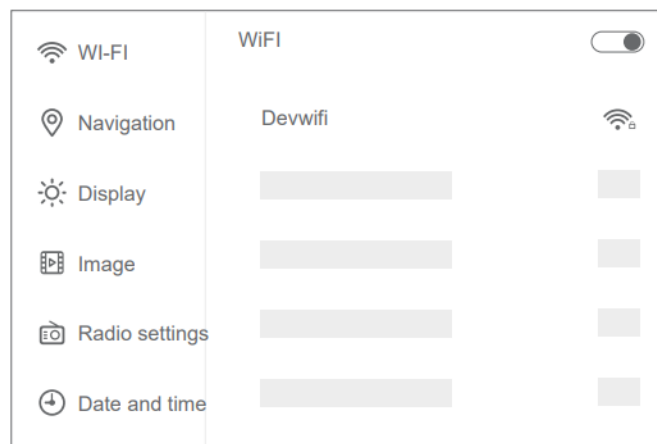 WI-FI
Navigation
Display
Image
Radio settings
Date and time
WiFI
Devwifi